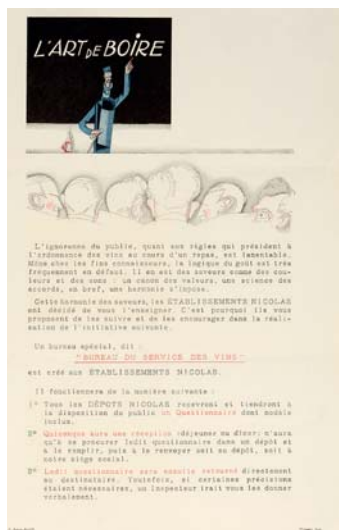 L'ART DE BOIRE
L'ignorance du public, quant aux règles qui président à
l'ordonnance des vins au cours d'un repas, est lamentable.
Même chez les fins connaisseurs, la logique du goût est très
fréquemment en défaut. Il en est des saveurs comme des cou-
leurs et des sons : un canon des valeurs, une science des
accords, en bref, une harmonie s'impose.
Cette harmonie des saveurs, les ÉTABLISSEMENTS NICOLAS
ont décidé de vous l'enseigner. C'est pourquoi ils vous
proposent de les suivre et de les encourager dans la réali-
sation de l'initiative suivante.
Un bureau spécial, dit :
"BUREAU DU SERVICE DES VINS"
est créé aux ÉTABLISSEMENTS NICOLAS.
Il fonctionnera de la manière suivante :
1° Tous les DÉPOTS NICOLAS recevront et tiendront à
la disposition du public un Questionnaire dont modèle
inclus.
2° Quiconque aura une réception (déjeuner ou dîner) n'aura
qu'à se procurer ledit questionnaire dans un dépôt et
à le remplir, puis à le renvoyer soit au dépôt, soit à
notre siège social.
3° Ledit questionnaire sera ensuite retourné directement
au destinataire. Toutefois, si certaines précisions
étaient nécessaires, un Inspecteur irait vous les donner
verbalement.